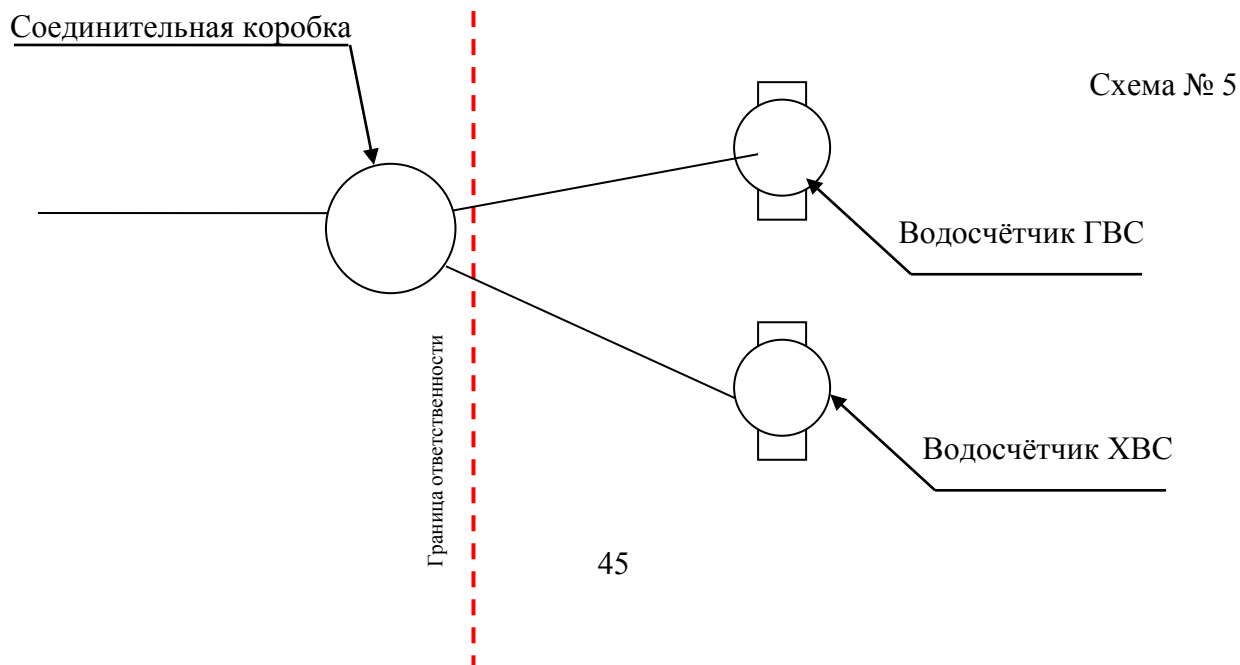 Соединительная коробка
Схема № 5
Водосчётчик ГВС
Водосчётчик ХВС
Граница ответственности
45